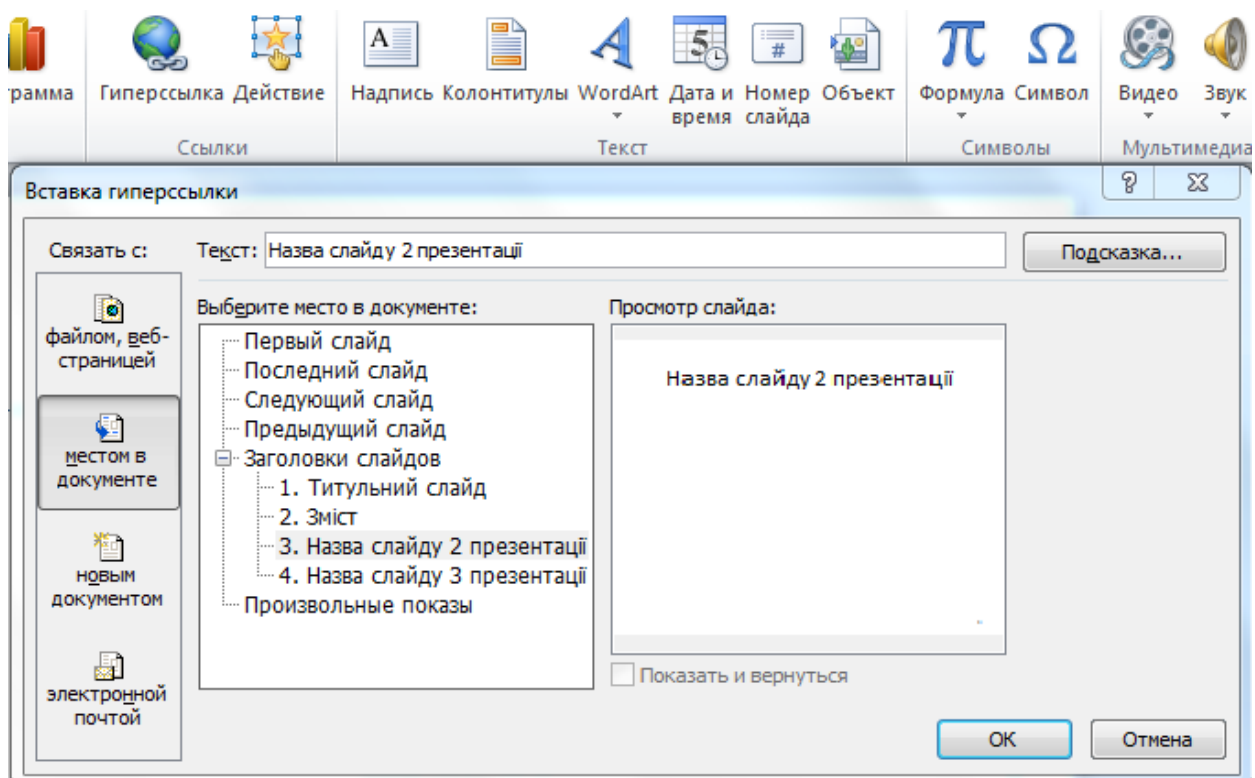 рамма
Гиперссылка Действие
Надпись Колонтитулы WordArt Дата и время Номер слайда Объект
Формула Символ
Видео Звук
Ссылки
Текст
Символы
Мультимедиа
Вставка гиперссылки
Связать с:
Текст: Назва слайду 2 презентації
Подсказка...
файлом, веб-
страницей
местом в
документе
новым
документом
электронной
почтой
Выберите место в документе:
Первый слайд
Последний слайд
Следующий слайд
Предыдущий слайд
Заголовки слайдов
1. Титульний слайд
2. Зміст
3. Назва слайду 2 презентації
4. Назва слайду 3 презентації
Произвольные показы
Просмотр слайда:
Назва слайду 2 презентації
Показать и вернуться
ОК
Отмена